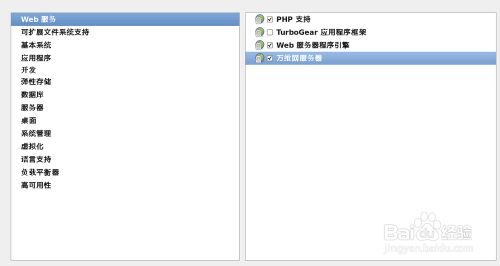 Web 服务
可扩展文件系统支持
基本系统
应用程序
开发
弹性存储
数据库
服务器
桌面
系统管理
虚拟化
语言支持
负载平衡器
高可用性
PHP 支持
TurboGear 应用程序框架
Web 服务器程序引擎
万维网服务器
Baidu 经验
jingyan.baidu.com